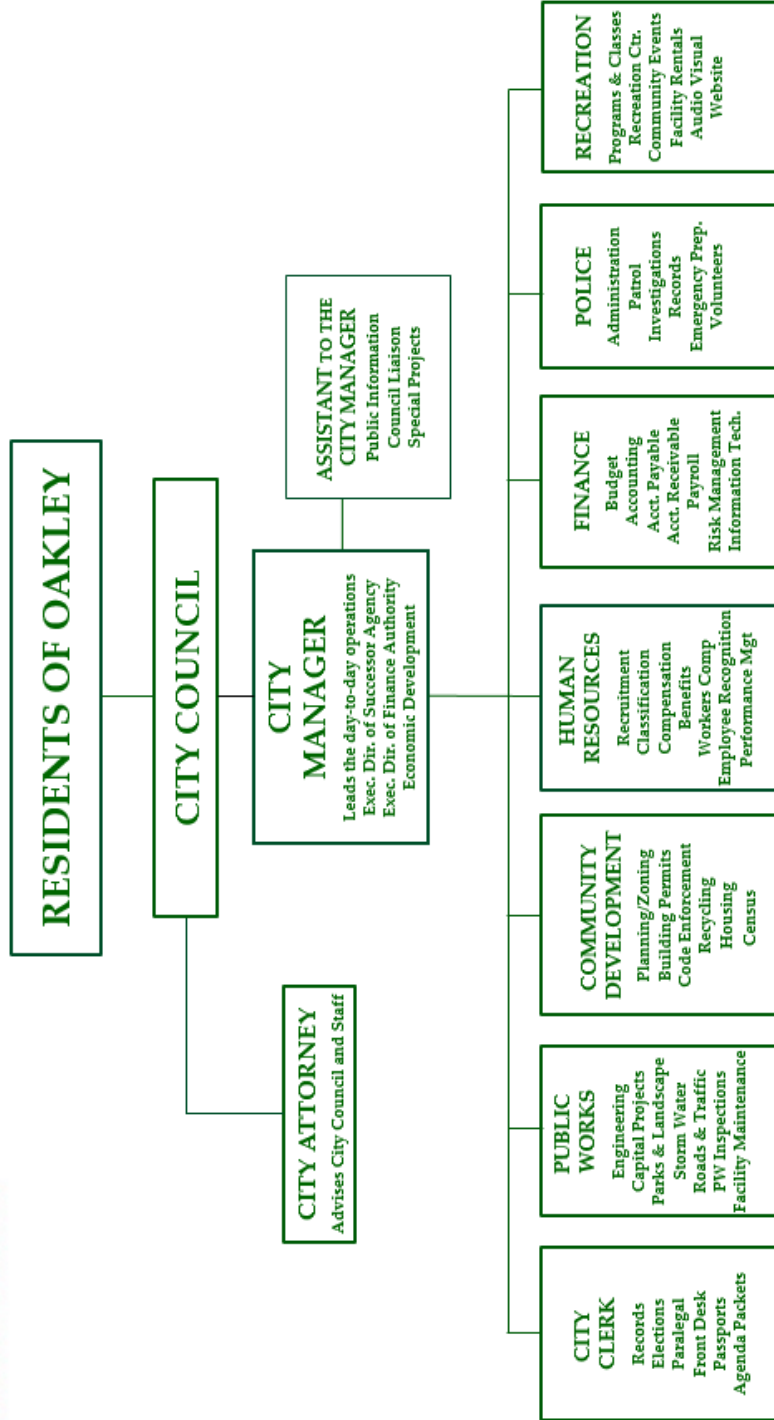 RESIDENTS OF OAKLEY
CITY COUNCIL
CITY ATTORNEY
Advises City Council and Staff
CITY
MANAGER
Leads the day-to-day operations
Exec. Dir. of Successor Agency
Exec. Dir. of Finance Authority
Economic Development
ASSISTANT TO THE
CITY MANAGER
Public Information
Council Liaison
Special Projects
CITY
CLERK
Records
Elections
Paralegal
Front Desk
Passports
Agenda Packets
PUBLIC
WORKS
Engineering
Capital Projects
Parks & Landscape
Storm Water
Roads & Traffic
PW Inspections
Facility Maintenance
COMMUNITY
DEVELOPMENT
Planning/Zoning
Building Permits
Code Enforcement
Recycling
Housing
Census
HUMAN
RESOURCES
Recruitment
Classification
Compensation
Benefits
Workers Comp
Employee Recognition
Performance Mgt
FINANCE
Budget
Accounting
Acct. Payable
Acct. Receivable
Payroll
Risk Management
Information Tech.
POLICE
Administration
Patrol
Investigations
Records
Emergency Prep.
Volunteers
RECREATION
Programs & Classes
Recreation Ctr.
Community Events
Facility Rentals
Audio Visual
Website